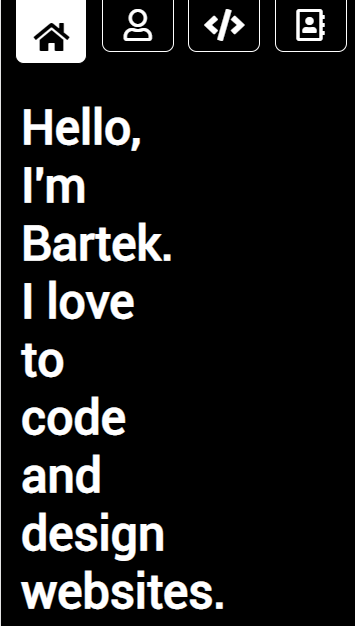 Hello,
I'm
Bartek.
I love
to
code
and
design
websites.